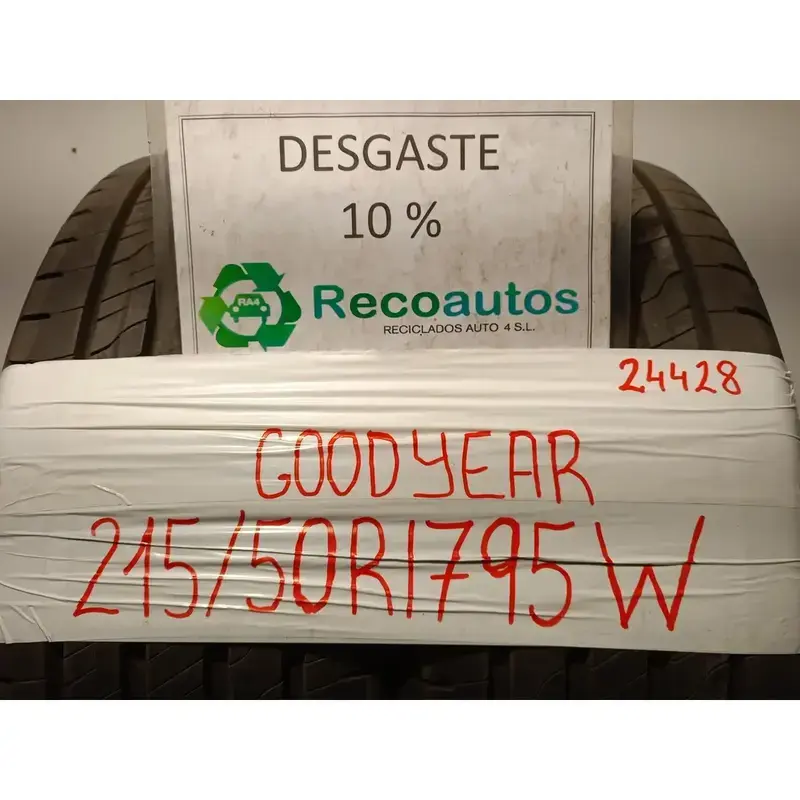 DESGASTE
10 %
RA4
Recoautos
RECICLADOS AUTO 4 S.L.
24428
GOODYEAR
215/50R1795W